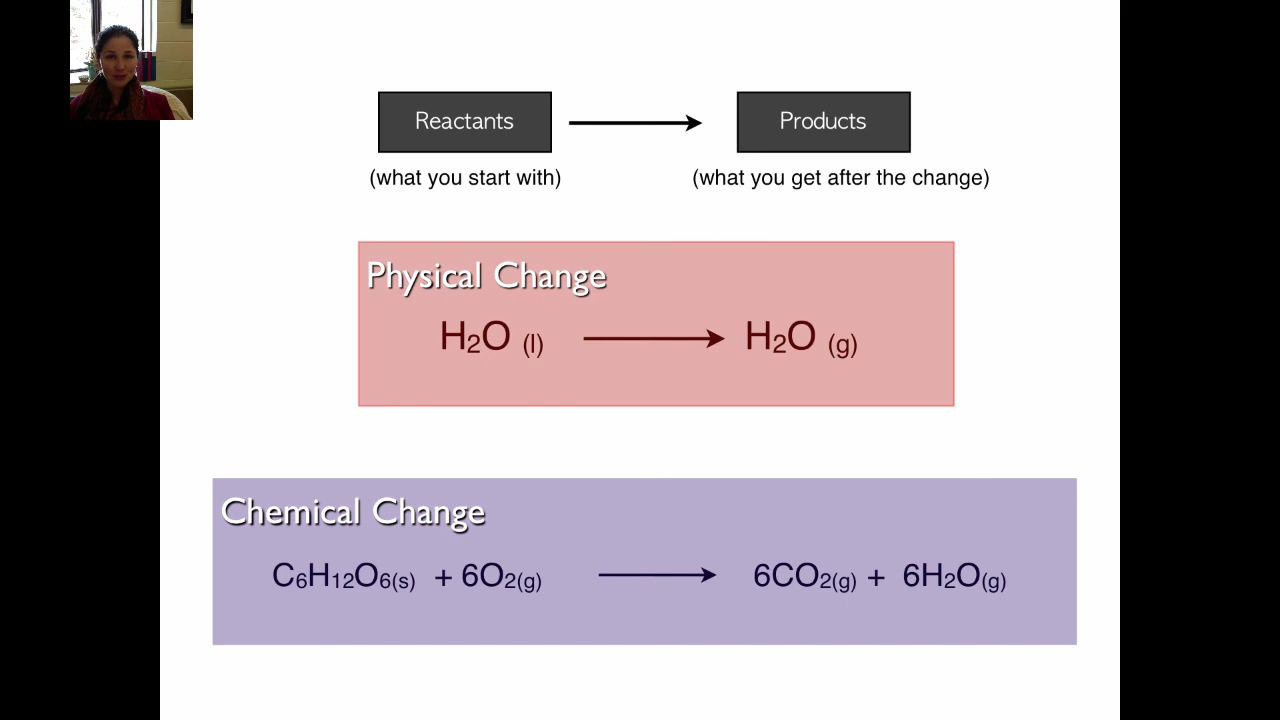 Reactants Products
(what you start with) (what you get after the change)
Physical Change
H₂O (l) H₂O (g)
Chemical Change
C₆H₁₂O₆(s) + 6O₂(g) 6CO₂(g) + 6H₂O(g)